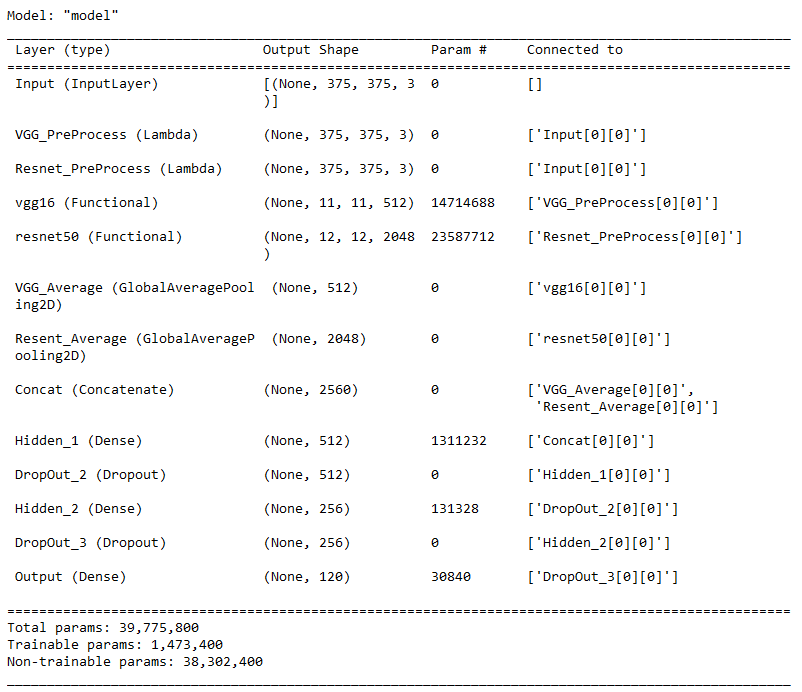 Model: "model"
__________________________________________________________________________________________________
Layer (type) Output Shape Param # Connected to
==================================================================================================
Input (InputLayer) [(None, 375, 375, 3 0 []
)]
VGG_PreProcess (Lambda) (None, 375, 375, 3) 0 ['Input[0][0]']
Resnet_PreProcess (Lambda) (None, 375, 375, 3) 0 ['Input[0][0]']
vgg16 (Functional) (None, 11, 11, 512) 14714688 ['VGG_PreProcess[0][0]']
resnet50 (Functional) (None, 12, 12, 2048 23587712 ['Resnet_PreProcess[0][0]']
)
VGG_Average (GlobalAveragePool (None, 512) 0 ['vgg16[0][0]']
ing2D)
Resent_Average (GlobalAverageP (None, 2048) 0 ['resnet50[0][0]']
ooling2D)
Concat (Concatenate) (None, 2560) 0 ['VGG_Average[0][0]',
'Resent_Average[0][0]']
Hidden_1 (Dense) (None, 512) 1311232 ['Concat[0][0]']
DropOut_2 (Dropout) (None, 512) 0 ['Hidden_1[0][0]']
Hidden_2 (Dense) (None, 256) 131328 ['DropOut_2[0][0]']
DropOut_3 (Dropout) (None, 256) 0 ['Hidden_2[0][0]']
Output (Dense) (None, 120) 30840 ['DropOut_3[0][0]']
==================================================================================================
Total params: 39,775,800
Trainable params: 1,473,400
Non-trainable params: 38,302,400
__________________________________________________________________________________________________